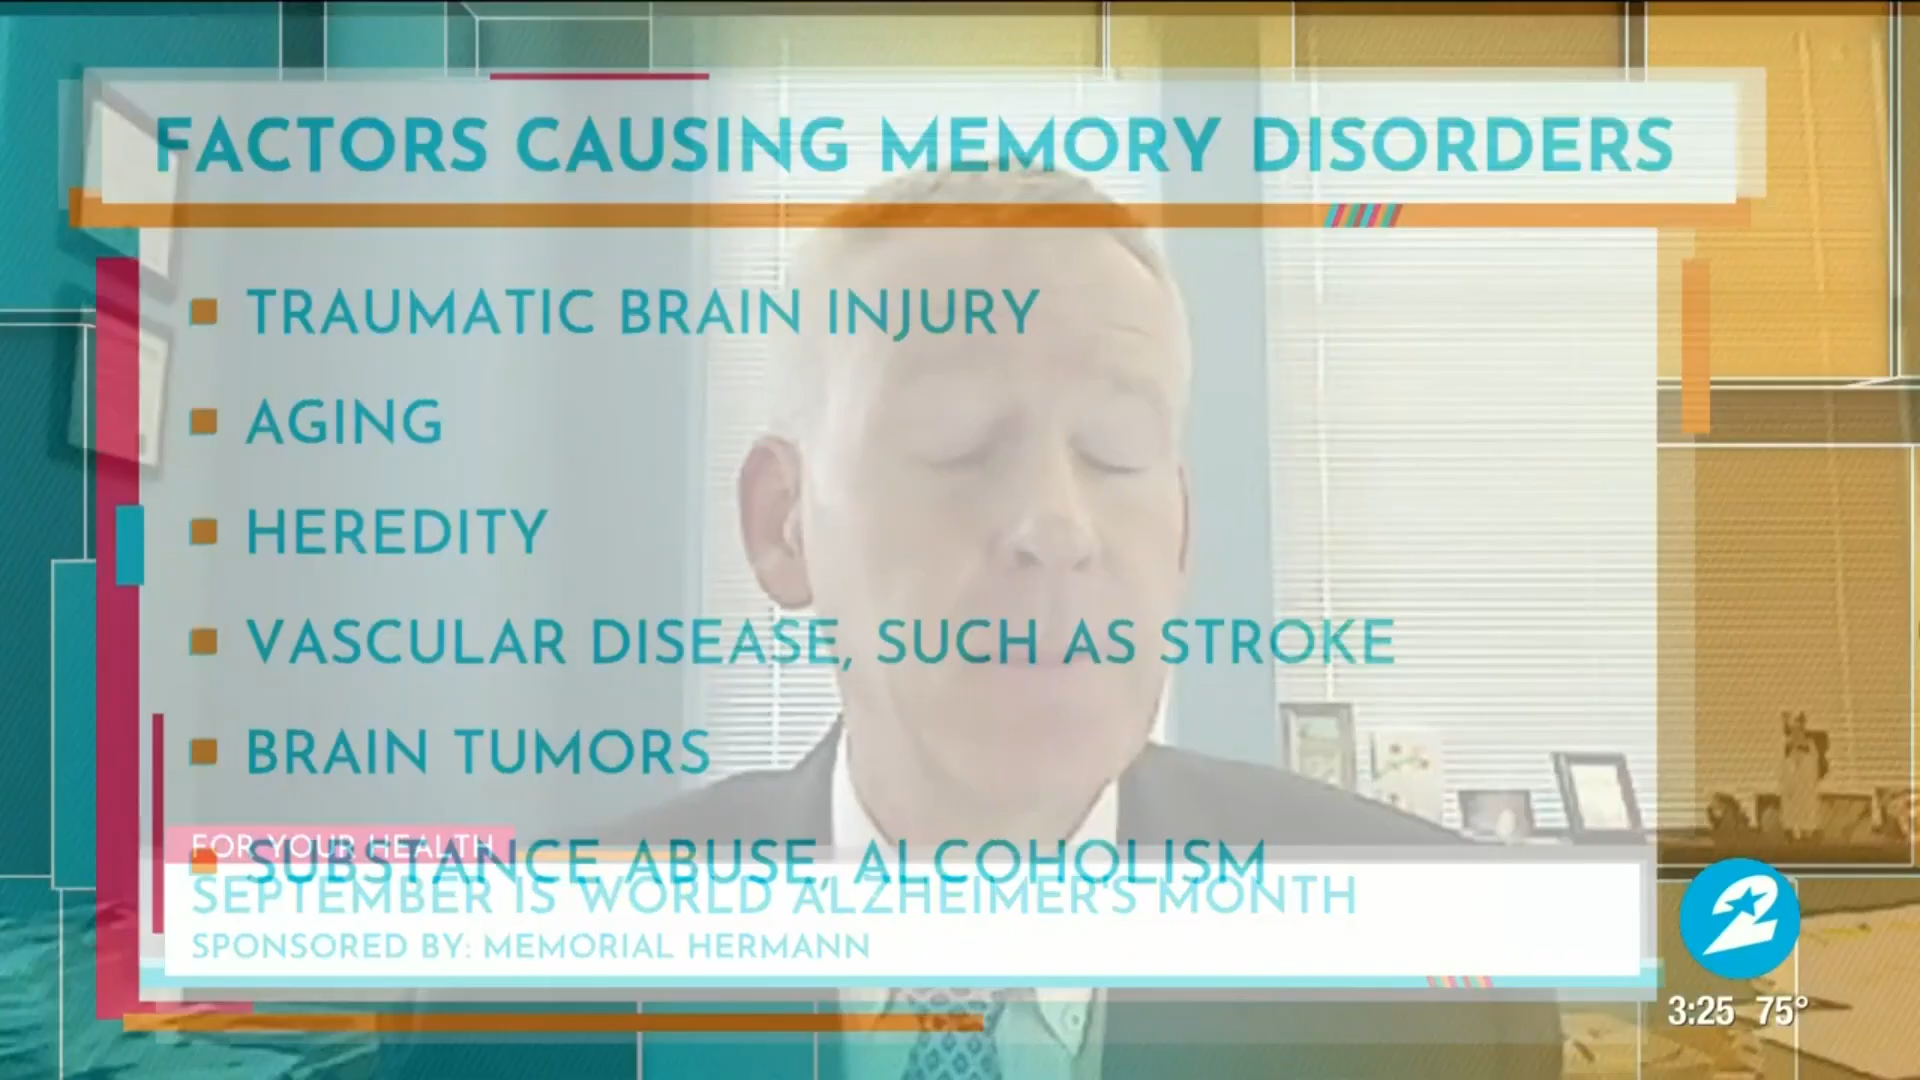 FACTORS CAUSING MEMORY DISORDERS
TRAUMATIC BRAIN INJURY
AGING
HEREDITY
VASCULAR DISEASE, SUCH AS STROKE
BRAIN TUMORS
FOR YOUR HEALTH
SUBSTANCE ABUSE, ALCOHOLISM
SEPTEMBER IS WORLD ALZHEIMER'S MONTH
SPONSORED BY: MEMORIAL HERMANN
2
3:25 75°